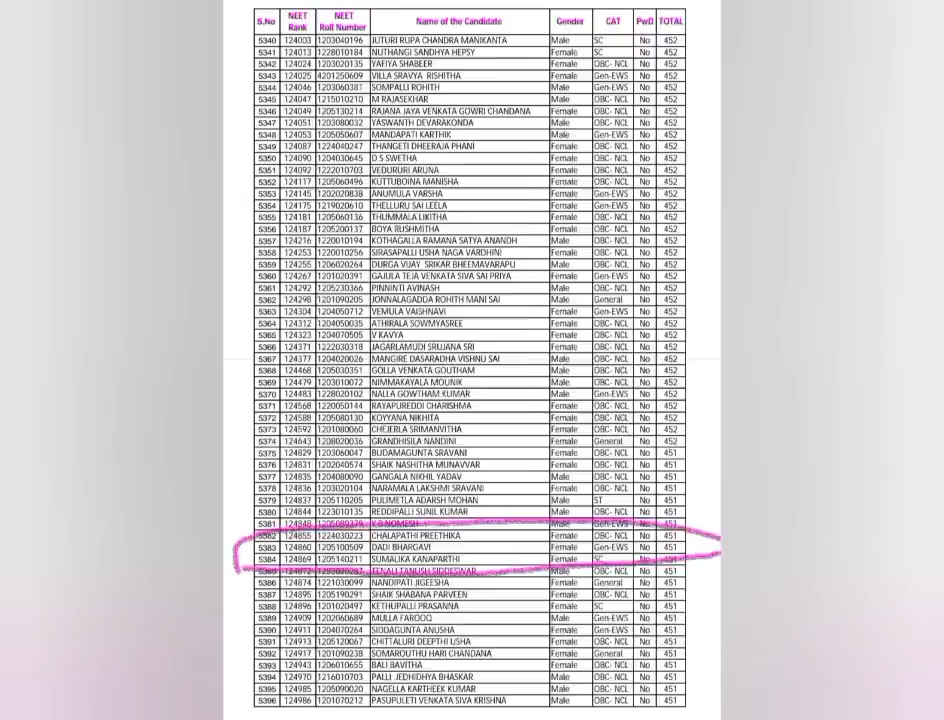 S.No NEET Rank NEET Roll Number Name of the Candidate Gender CAT PwD TOTAL
5340 124003 1203040196 JUTURI RUPA CHANDRA MANIKANTA Male SC No 452
5341 124013 1228010184 NUTHANGI SANDHYA HEPSY Female SC No 452
5342 124024 1203020135 YAFIYA SHABEER Female OBC- NCL No 452
5343 124025 4201250609 VILLA SRAVYA RISHITHA Female Gen-EWS No 452
5344 124046 1203060381 SOMPALLI ROHITH Male Gen-EWS No 452
5345 124047 1215010210 M RAJASEKHAR Male OBC- NCL No 452
5346 124049 1205130214 RAJANA JAYA VENKATA GOWRI CHANDANA Female OBC- NCL No 452
5347 124051 1203080032 YASWANTH DEVARAKONDA Male OBC- NCL No 452
5348 124053 1205050607 MANDAPATI KARTHIK Male Gen-EWS No 452
5349 124087 1224040247 THANGETI DHEERAJA PHANI Female OBC- NCL No 452
5350 124090 1204030645 D S SWETHA Female OBC- NCL No 452
5351 124092 1222010703 VEDURURI ARUNA Female OBC- NCL No 452
5352 124117 1205060496 KUTTUBOINA MANISHA Female OBC- NCL No 452
5353 124145 1202020838 ANUMULA VARSHA Female Gen-EWS No 452
5354 124175 1219020610 THELLURU SAI LEELA Female Gen-EWS No 452
5355 124181 1205060136 THUMMALA LIKITHA Female OBC- NCL No 452
5356 124187 1205200137 BOYA RUSHMITHA Female OBC- NCL No 452
5357 124216 1220010194 KOTHAGALLA RAMANA SATYA ANANDH Male OBC- NCL No 452
5358 124253 1220010256 SIRASAPALLI USHA NAGA VARDHINI Female OBC- NCL No 452
5359 124255 1206020264 DURGA VIJAY SRIKAR BHEEMAVARAPU Male OBC- NCL No 452
5360 124267 1201020391 GAJULA TEJA VENKATA SIVA SAI PRIYA Female Gen-EWS No 452
5361 124292 1205230366 PINNINTI AVINASH Male OBC- NCL No 452
5362 124298 1201090205 JONNALAGADDA ROHITH MANI SAI Male General No 452
5363 124304 1204050712 VEMULA VAISHNAVI Female Gen-EWS No 452
5364 124312 1204050035 ATHIRALA SOWMYASREE Female OBC- NCL No 452
5365 124323 1204070505 V KAVYA Female OBC- NCL No 452
5366 124371 1222030318 JAGARLAMUDI SRUJANA SRI Female OBC- NCL No 452
5367 124377 1204020026 MANGIRE DASARADHA VISHNU SAI Male OBC- NCL No 452
5368 124468 1205030351 GOLLA VENKATA GOUTHAM Male OBC- NCL No 452
5369 124479 1203010072 NIMMAKAYALA MOUNIK Male OBC- NCL No 452
5370 124483 1228020102 NALLA GOWTHAM KUMAR Male Gen-EWS No 452
5371 124568 1220050144 RAYAPUREDDI CHARISHMA Female OBC- NCL No 452
5372 124588 1205080130 KOYYANA NIKHITA Female OBC- NCL No 452
5373 124592 1201080060 CHEJERLA SRIMANVITHA Female OBC- NCL No 452
5374 124643 1208020036 GRANDHISILA NANDINI Female General No 452
5375 124829 1203060047 BUDAMAGUNTA SRAVANI Female OBC- NCL No 451
5376 124831 1202040574 SHAIK NASHITHA MUNAVVAR Female OBC- NCL No 451
5377 124835 1204080090 GANGALA NIKHIL YADAV Male OBC- NCL No 451
5378 124836 1203020104 NARAMALA LAKSHMI SRAVANI Female OBC- NCL No 451
5379 124837 1205110205 PULIMETLA ADARSH MOHAN Male ST No 451
5380 124844 1223010135 REDDIPALLI SUNIL KUMAR Male OBC- NCL No 451
5381 124848 1205080379 Y B NOMESH Male Gen-EWS No 451
5382 124855 1224030223 CHALAPATHI PREETHIKA Female OBC- NCL No 451
5383 124860 1205100509 DADI BHARGAVI Female Gen-EWS No 451
5384 124869 1205140211 SUMALIKA KANAPARTHI Female SC No 451
5385 124872 TENALI TANUSH SIDDESWAR Male OBC- NCL No 451
5386 124874 1221030099 NANDIPATI JIGEESHA Female General No 451
5387 124895 1205190291 SHAIK SHABANA PARVEEN Female OBC- NCL No 451
5388 124896 1201020497 KETHUPALLI PRASANNA Female SC No 451
5389 124909 1202060689 MULLA FAROOQ Male Gen-EWS No 451
5390 124911 1204070264 SIDDAGUNTA ANUSHA Female Gen-EWS No 451
5391 124913 1205120067 CHITTALURI DEEPTHI USHA Female OBC- NCL No 451
5392 124917 1201090238 SOMAROUTHU HARI CHANDANA Female General No 451
5393 124943 1206010655 BALI BAVITHA Female OBC- NCL No 451
5394 124970 1216010703 PALLI JEDHIDHYA BHASKAR Male OBC- NCL No 451
5395 124985 1205090020 NAGELLA KARTHEEK KUMAR Male OBC- NCL No 451
5396 124986 1201070212 PASUPULETI VENKATA SIVA KRISHNA Male OBC- NCL No 451